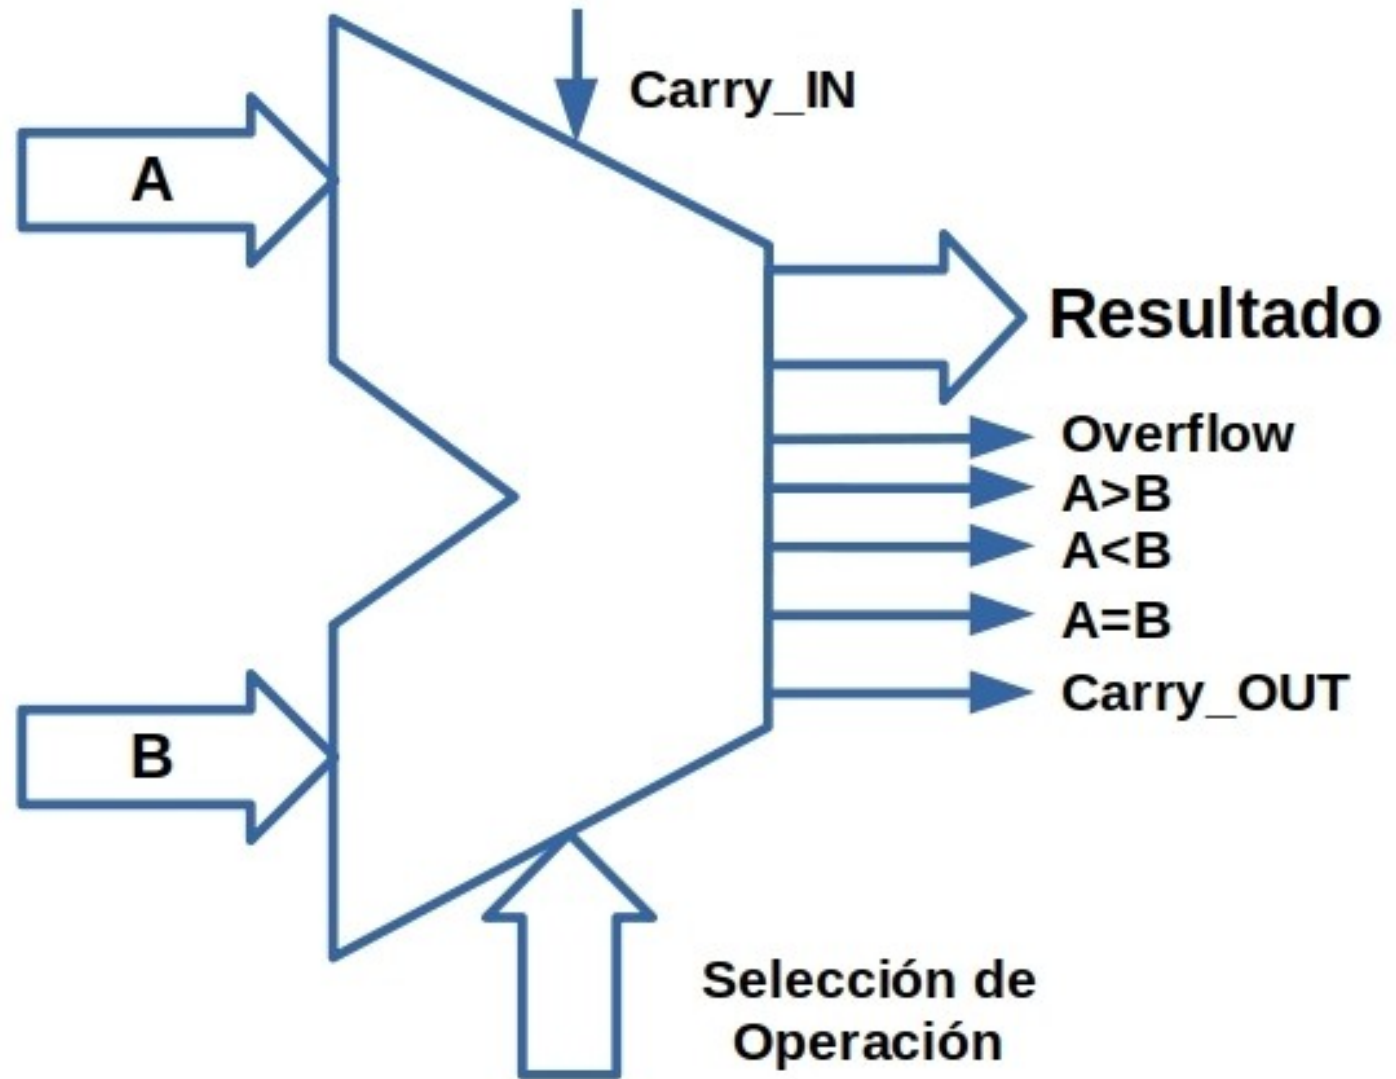 Carry_IN
A
Resultado
Overflow
A>B
A<B
A=B
Carry_OUT
B
Selección de
Operación